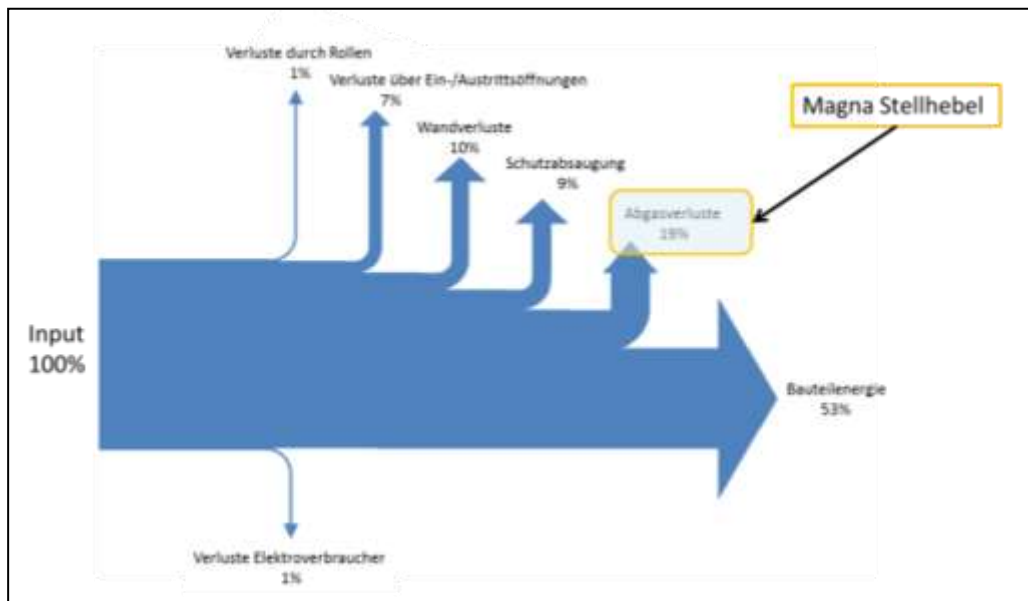 Verluste durch Rollen
1%
Verluste über Ein-/Austrittsöffnungen
7%
Wandverluste
10%
Schutzabsaugung
9%
Magna Stellhebel
Abgasverluste
19%
Input
100%
Bauteilenergie
53%
Verluste Elektroverbraucher
1%